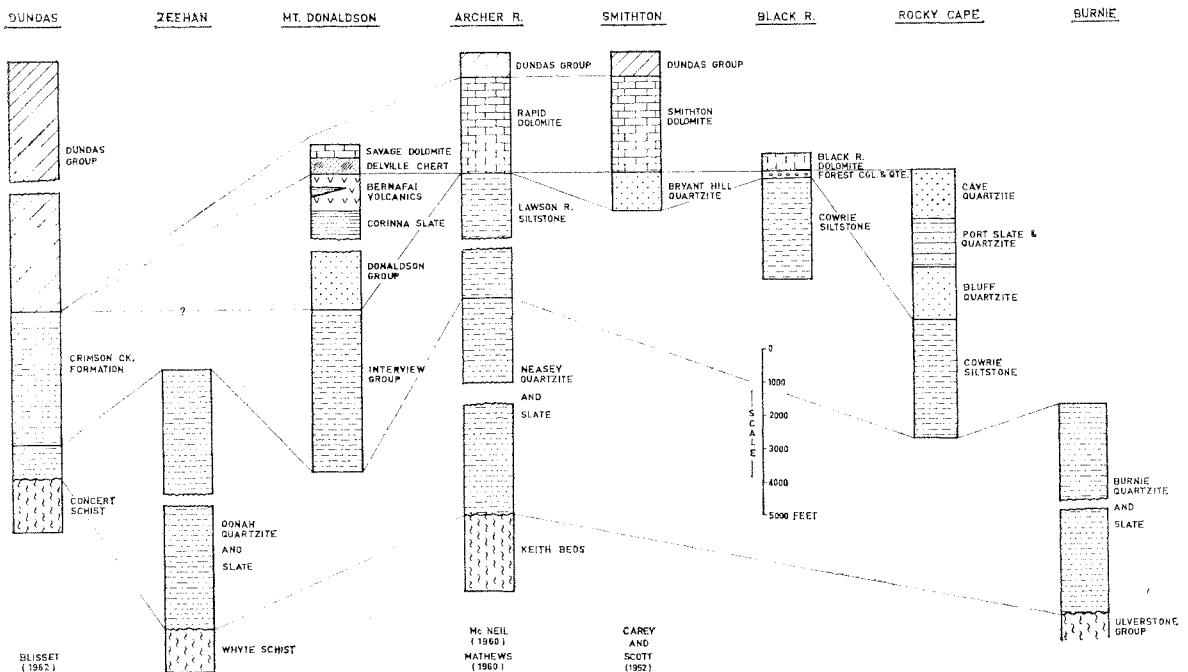 DUNDAS
ZEEHAN
MT. DONALDSON
ARCHER R.
SMITHTON
BLACK R.
ROCKY CAPE
BURNIE
DUNDAS
GROUP
CRIMSON CK.
FORMATION
CONCERT
SCHIST
BLISSET
(1962)
?
OONAH
QUARTZITE
AND
SLATE
WHYTE SCHIST
SAVAGE DOLOMITE
DELVILLE CHERT
BERNAFAI
VOLCANICS
CORINNA SLATE
DONALDSON
GROUP
INTERVIEW
GROUP
DUNDAS GROUP
RAPID
DOLOMITE
LAWSON R.
SILTSTONE
NEASEY
QUARTZITE
AND
SLATE
KEITH BEDS
Mc NEIL
(1960)
MATHEWS
(1960)
DUNDAS GROUP
SMITHTON
DOLOMITE
BRYANT HILL
QUARTZITE
CAREY
AND
SCOTT
(1952)
BLACK R.
DOLOMITE
FOREST CGL. & QTE.
COWRIE
SILTSTONE
SCALE
0
1000
2000
3000
4000
5000 FEET
CAVE
QUARTZITE
PORT SLATE &
QUARTZITE
BLUFF
QUARTZITE
COWRIE
SILTSTONE
BURNIE
QUARTZITE
AND
SLATE
ULVERSTONE
GROUP